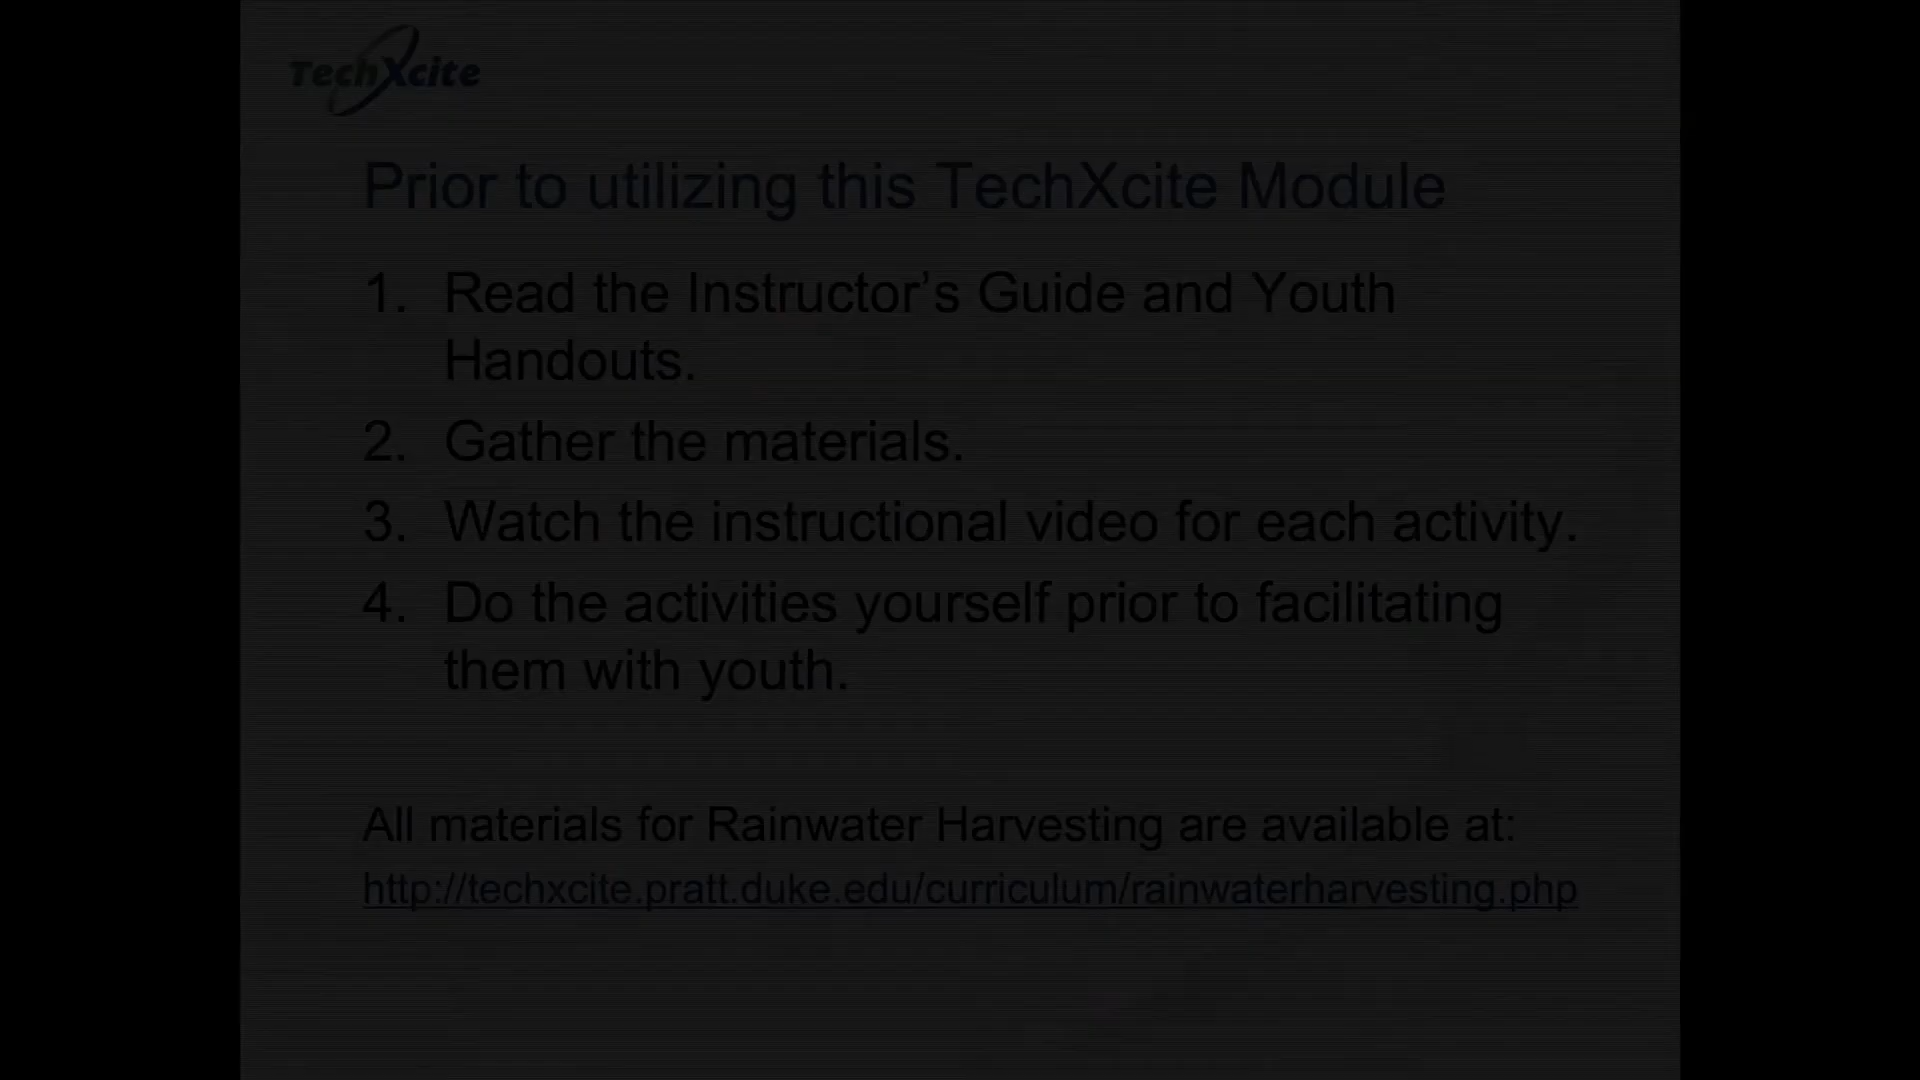 TechXcite
Prior to utilizing this TechXcite Module
1. Read the Instructor’s Guide and Youth
Handouts.
2. Gather the materials.
3. Watch the instructional video for each activity.
4. Do the activities yourself prior to facilitating
them with youth.
All materials for Rainwater Harvesting are available at:
http://techxcite.pratt.duke.edu/curriculum/rainwaterharvesting.php